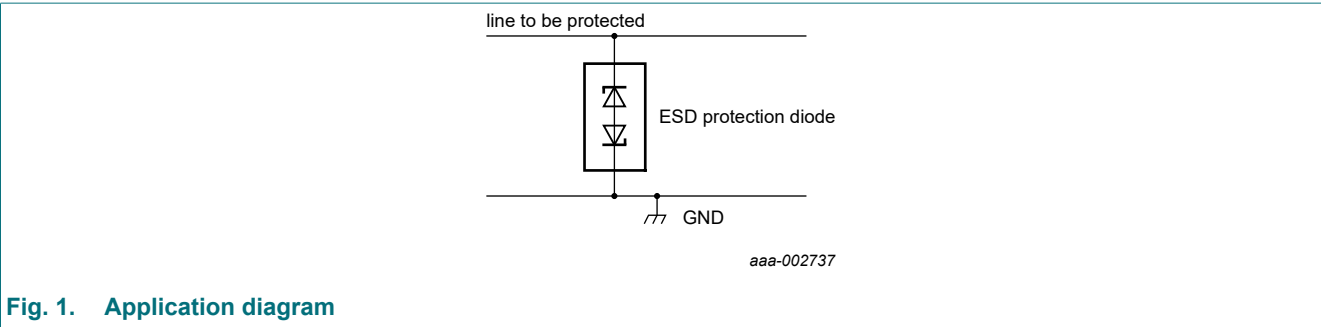 line to be protected
ESD protection diode
GND
aaa-002737
Fig. 1. Application diagram